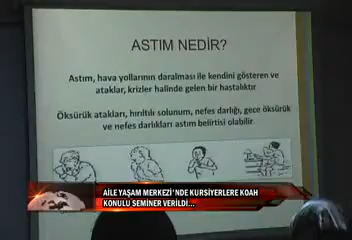 ASTIM NEDİR?
Astım, hava yollarının daralması ile kendini gösteren ve
ataklar, krizler halinde gelen bir hastalıktır
Öksürük atakları, hırıltılı solunum, nefes darlığı, gece öksürük
ve nefes darlıkları astım belirtisi olabilir
AİLE YAŞAM MERKEZİ'NDE KURSİYERLERE KOAH
KONULU SEMİNER VERİLDİ...